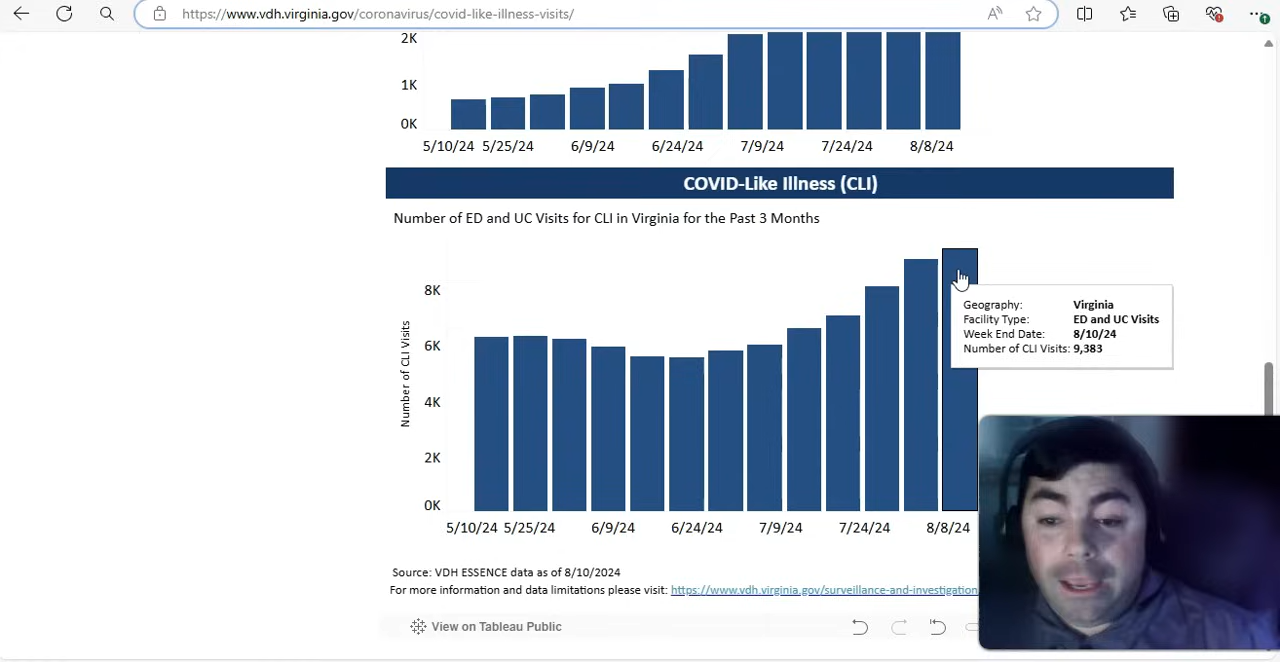 https://www.vdh.virginia.gov/coronavirus/covid-like-illness-visits/
2K
1K
0K
5/10/24 5/25/24 6/9/24 6/24/24 7/9/24 7/24/24 8/8/24
COVID-Like Illness (CLI)
Number of ED and UC Visits for CLI in Virginia for the Past 3 Months
8K
6K
4K
2K
0K
Number of CLI Visits
Geography: Virginia
Facility Type: ED and UC Visits
Week End Date: 8/10/24
Number of CLI Visits: 9,383
5/10/24 5/25/24 6/9/24 6/24/24 7/9/24 7/24/24 8/8/24
Source: VDH ESSENCE data as of 8/10/2024
For more information and data limitations please visit: https://www.vdh.virginia.gov/surveillance-and-investigation
View on Tableau Public